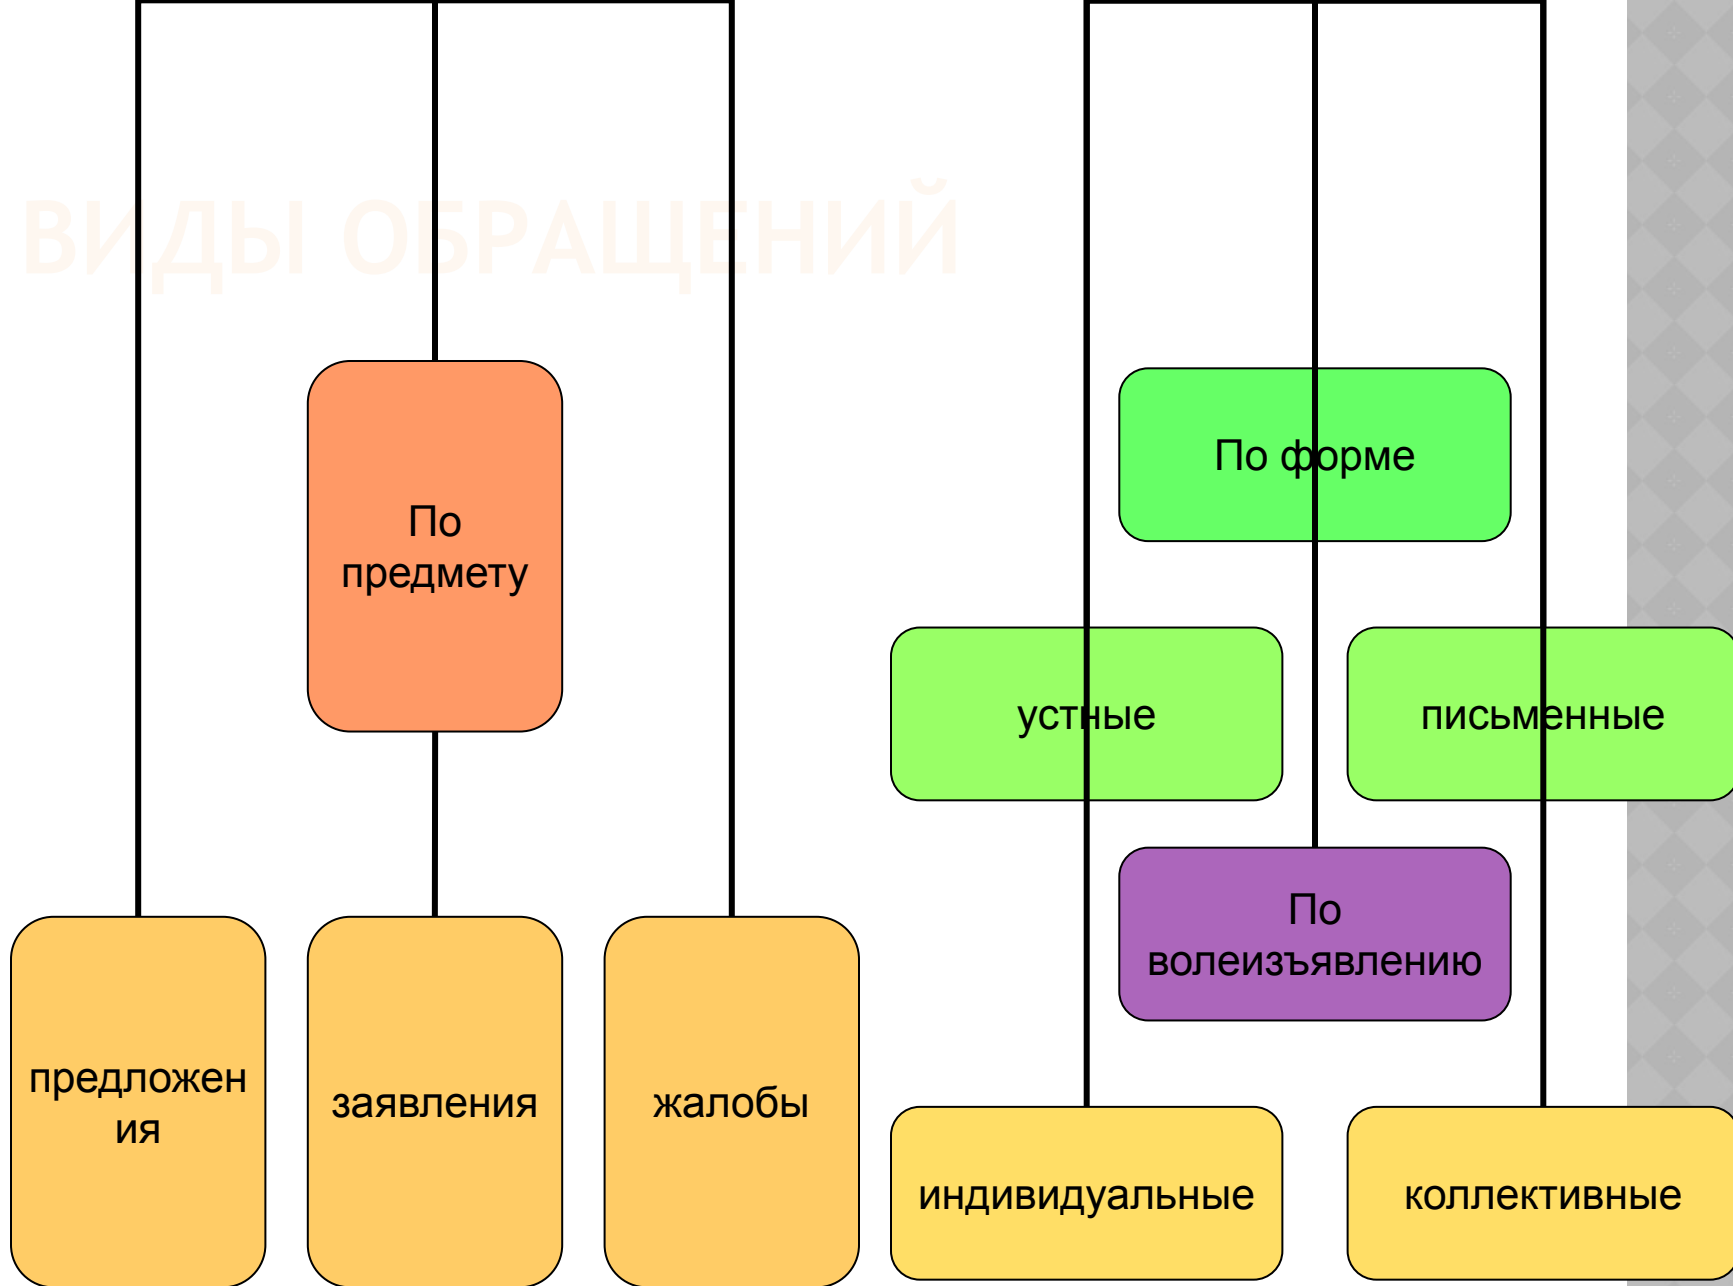 ВИДЫ ОБРАЩЕНИЙ
По
предмету
предложен
ия
заявления
жалобы
По форме
устные
письменные
По
волеизъявлению
индивидуальные
коллективные